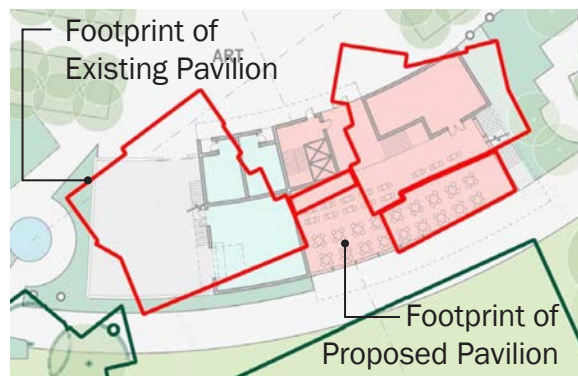 Footprint of
Existing Pavilion
ART
Footprint of
Proposed Pavilion